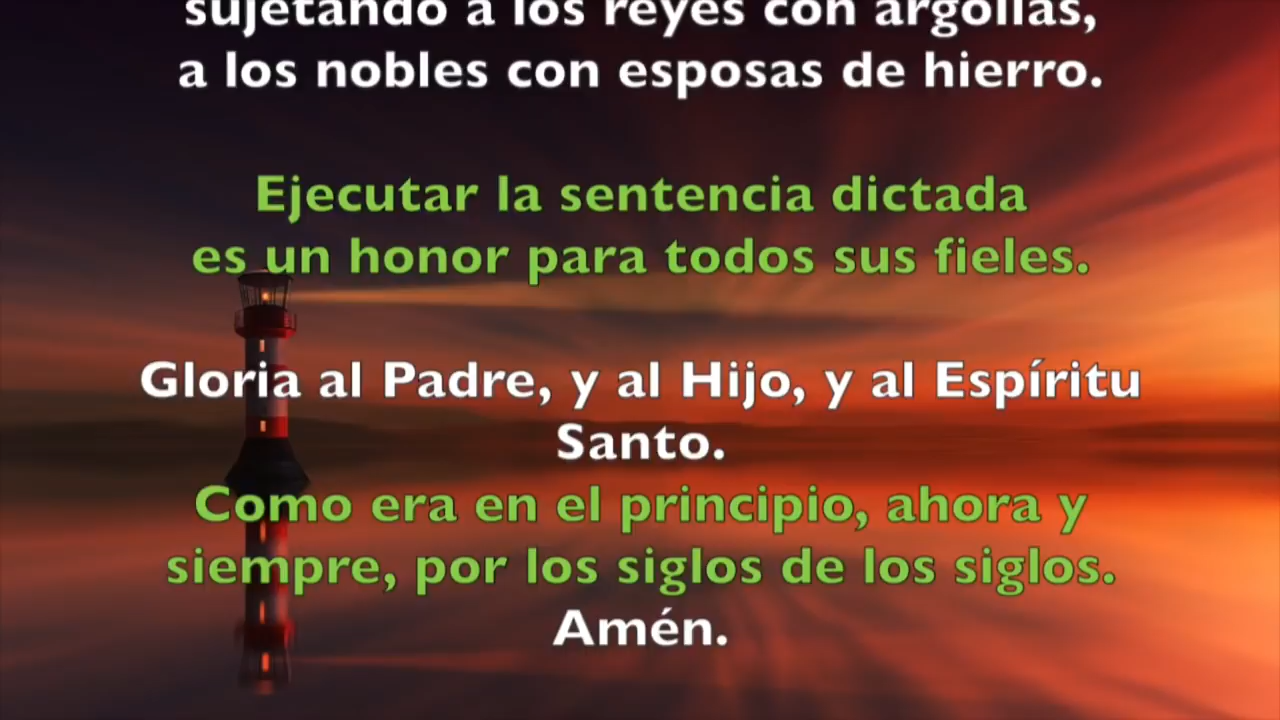 sujetando a los reyes con argollas,
a los nobles con esposas de hierro.
Ejecutar la sentencia dictada
es un honor para todos sus fieles.
Gloria al Padre, y al Hijo, y al Espíritu
Santo.
Como era en el principio, ahora y
siempre, por los siglos de los siglos.
Amén.